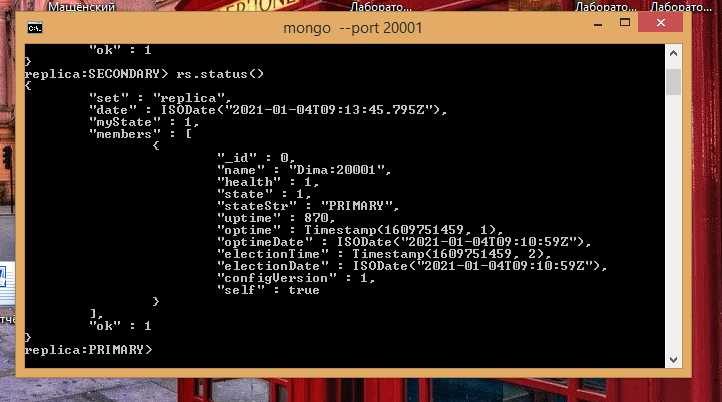 Мащенский
Лаборато...
Лаборато...
Лаборато...
mongo --port 20001
"ok" : 1
}
replica:SECONDARY> rs.status()
{
"set" : "replica",
"date" : ISODate("2021-01-04T09:13:45.795Z"),
"myState" : 1,
"members" : [
{
"_id" : 0,
"name" : "Dima:20001",
"health" : 1,
"state" : 1,
"stateStr" : "PRIMARY",
"uptime" : 870,
"optime" : Timestamp(1609751459, 1),
"optimeDate" : ISODate("2021-01-04T09:10:59Z"),
"electionTime" : Timestamp(1609751459, 2),
"electionDate" : ISODate("2021-01-04T09:10:59Z"),
"configVersion" : 1,
"self" : true
}
],
"ok" : 1
}
replica:PRIMARY>